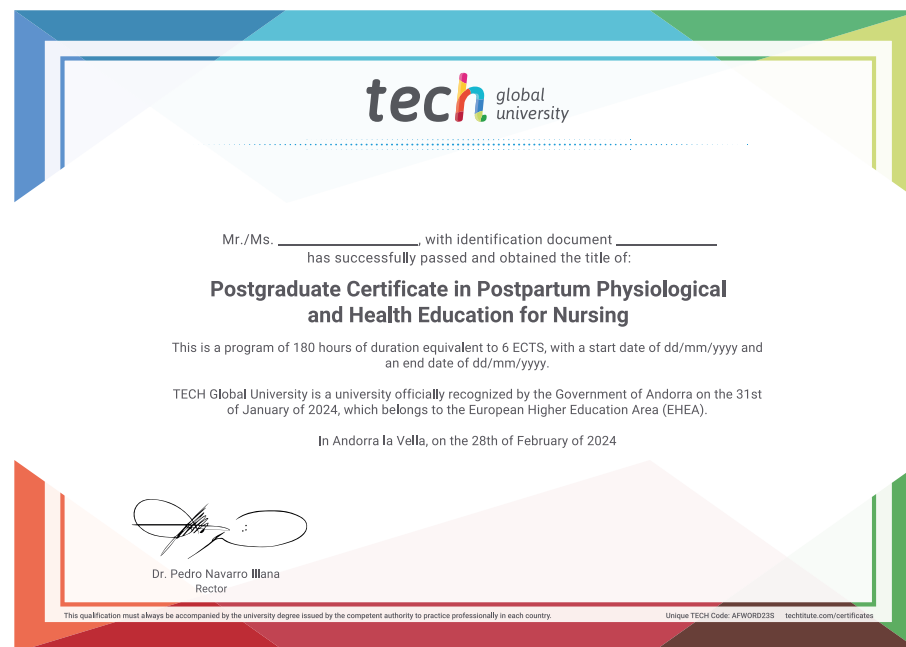 tech global university
Mr./Ms. ________________, with identification document ____________
has successfully passed and obtained the title of:
Postgraduate Certificate in Postpartum Physiological
and Health Education for Nursing
This is a program of 180 hours of duration equivalent to 6 ECTS, with a start date of dd/mm/yyyy and
an end date of dd/mm/yyyy.
TECH Global University is a university officially recognized by the Government of Andorra on the 31st
of January of 2024, which belongs to the European Higher Education Area (EHEA).
In Andorra la Vella, on the 28th of February of 2024
Dr. Pedro Navarro Illana
Rector
This qualification must always be accompanied by the university degree issued by the competent authority to practice professionally in each country.
Unique TECH Code: AFWORD23S techtitute.com/certificates